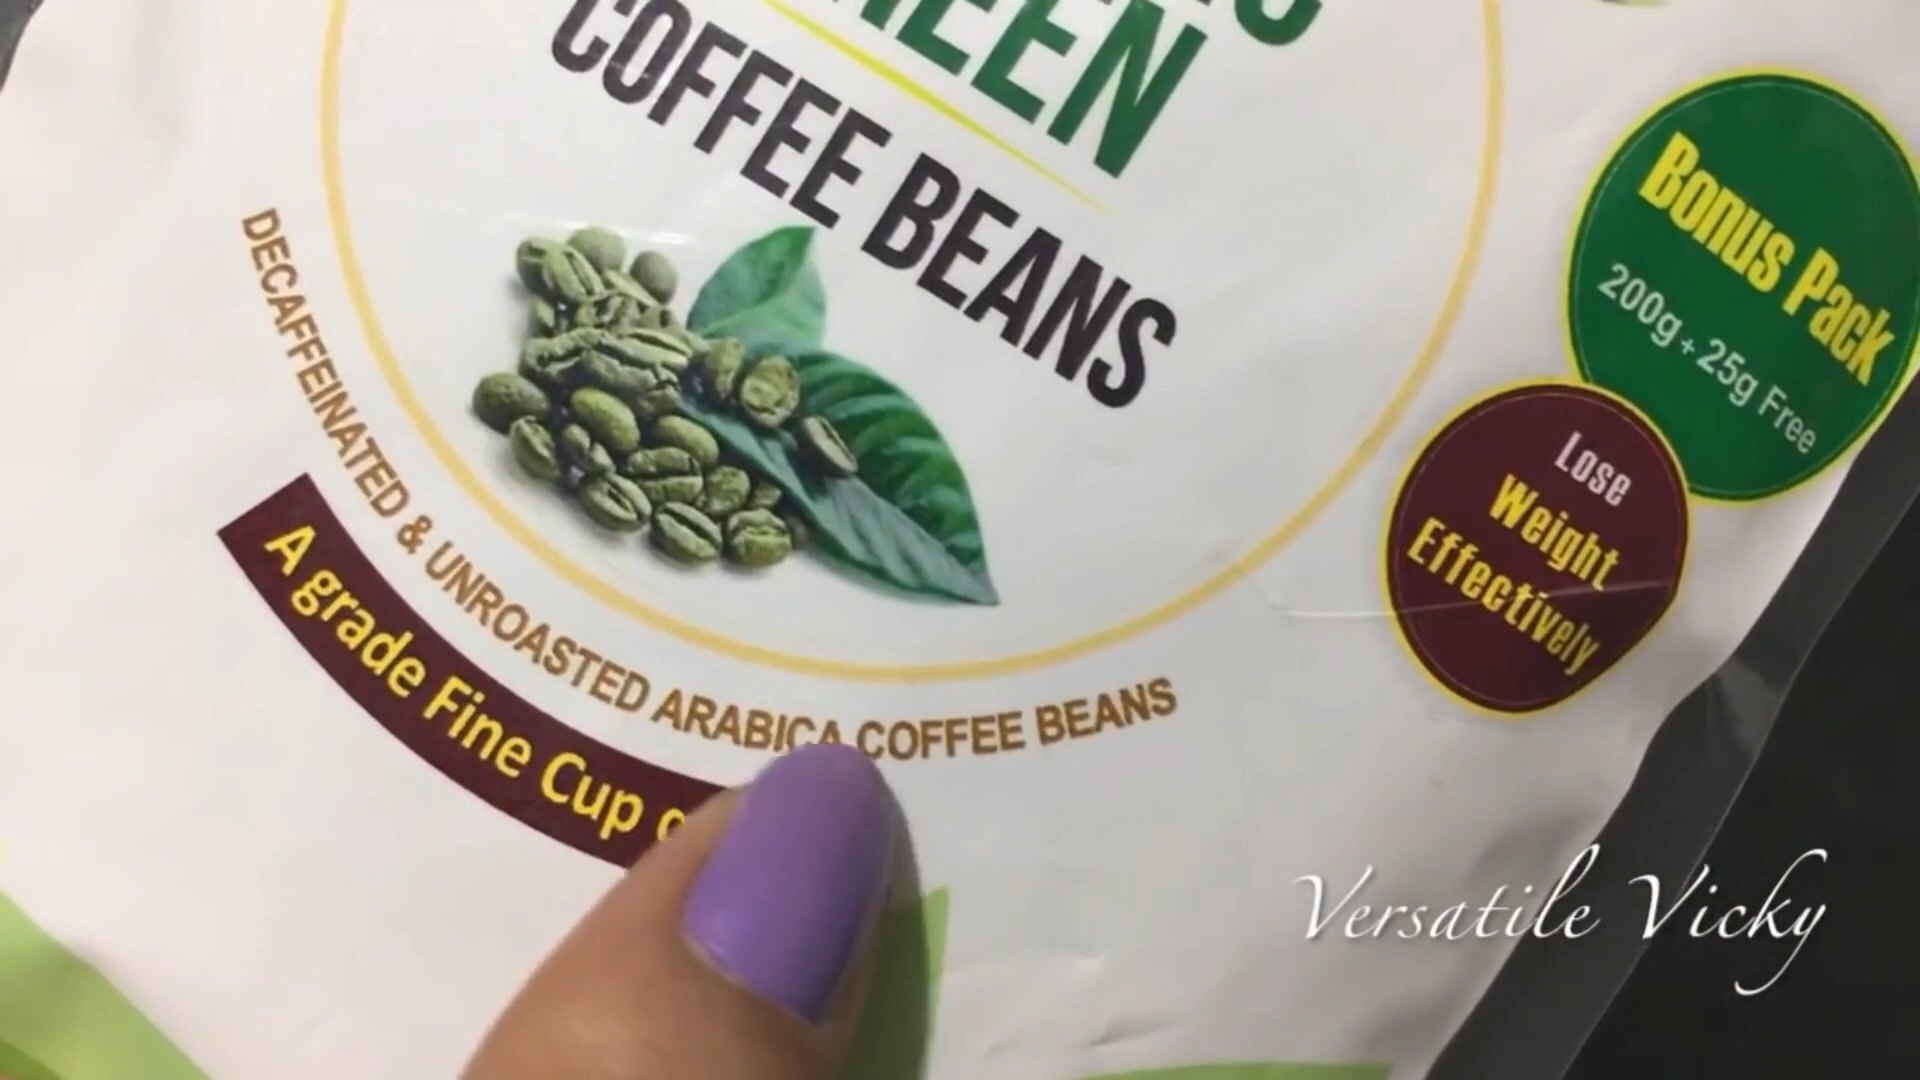 COFFEE BEANS
Bonus Pack
200g + 25g Free
Lose
Weight
Effectively
DECAFFEINATED & UNROASTED ARABICA COFFEE BEANS
A grade Fine Cup
Versatile Vicky